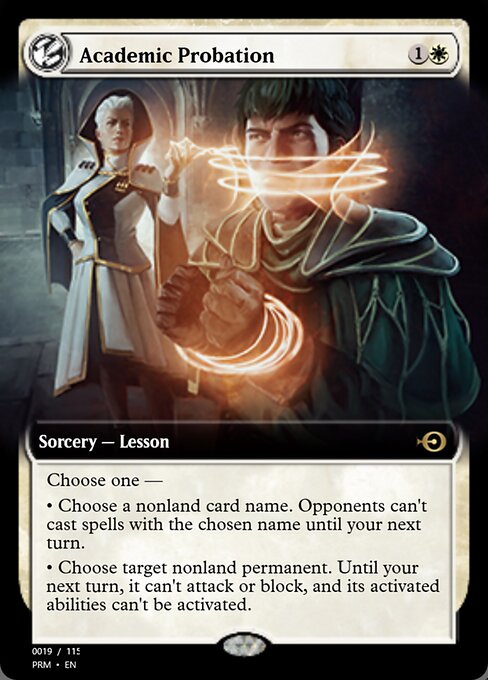 Academic Probation 1
Sorcery — Lesson
Choose one —
• Choose a nonland card name. Opponents can't
cast spells with the chosen name until your next
turn.
• Choose target nonland permanent. Until your
next turn, it can't attack or block, and its activated
abilities can't be activated.
0019 / 115
PRM • EN